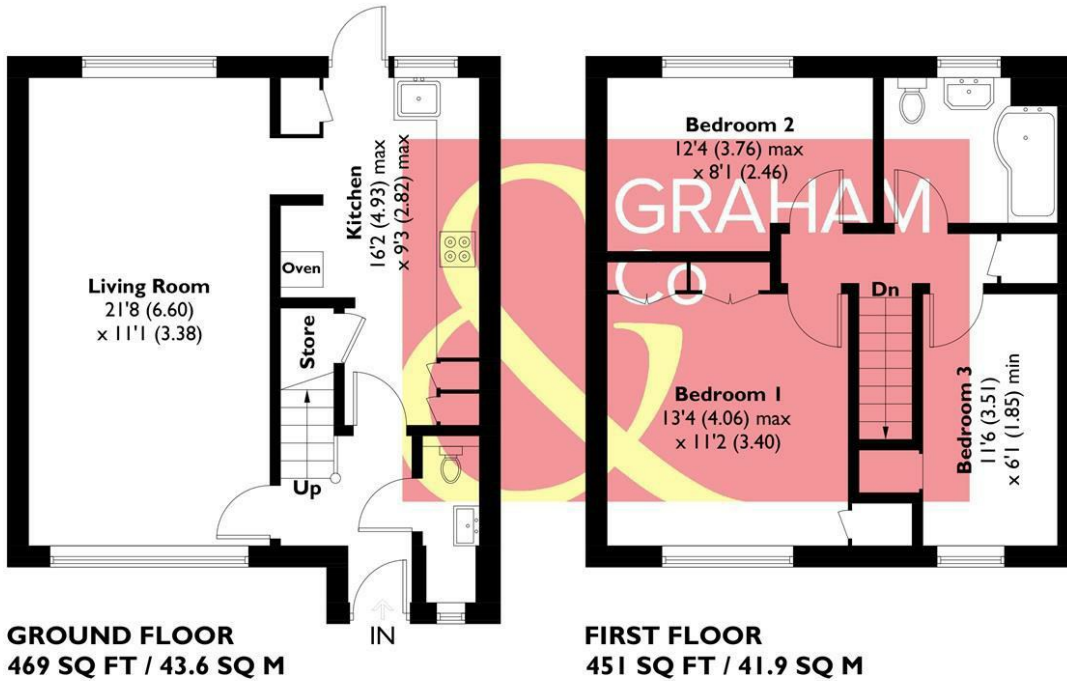 Living Room
21'8 (6.60)
x 11'1 (3.38)
Kitchen
16'2 (4.93) max
x 9'3 (2.82) max
Oven
Store
Up
IN
GROUND FLOOR
469 SQ FT / 43.6 SQ M
Bedroom 2
12'4 (3.76) max
x 8'1 (2.46)
GRAHAM
&
Co
Dn
Bedroom 1
13'4 (4.06) max
x 11'2 (3.40)
Bedroom 3
11'6 (3.51)
x 6'1 (1.85) min
FIRST FLOOR
451 SQ FT / 41.9 SQ M